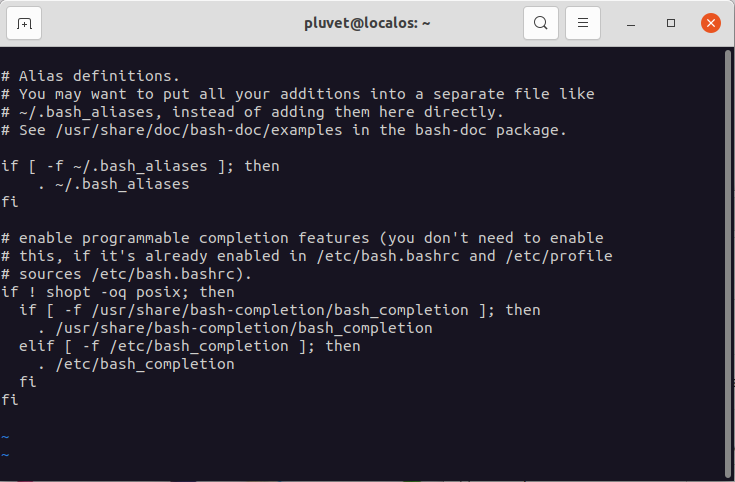 pluvet@localos: ~
# Alias definitions.
# You may want to put all your additions into a separate file like
# ~/.bash_aliases, instead of adding them here directly.
# See /usr/share/doc/bash-doc/examples in the bash-doc package.
if [ -f ~/.bash_aliases ]; then
    . ~/.bash_aliases
fi
# enable programmable completion features (you don't need to enable
# this, if it's already enabled in /etc/bash.bashrc and /etc/profile
# sources /etc/bash.bashrc).
if ! shopt -oq posix; then
  if [ -f /usr/share/bash-completion/bash_completion ]; then
    . /usr/share/bash-completion/bash_completion
  elif [ -f /etc/bash_completion ]; then
    . /etc/bash_completion
  fi
fi
~
~